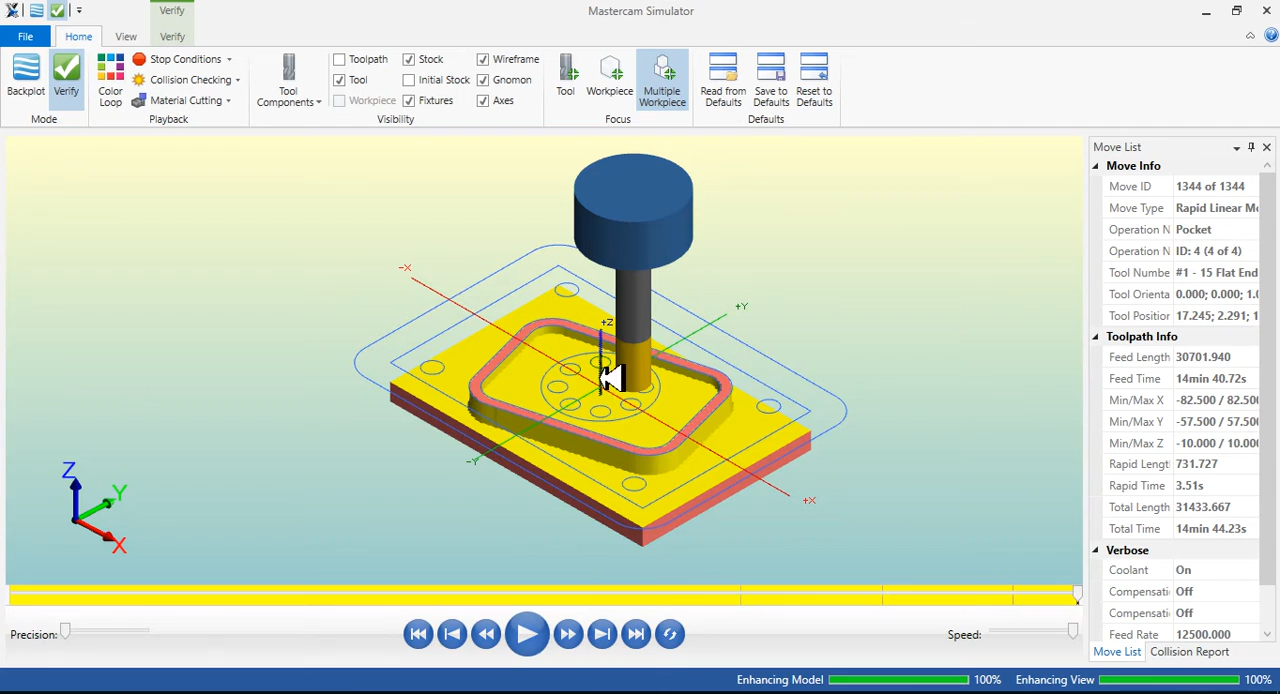 Verify
Mastercam Simulator
File
Home
View
Verify
Backplot
Verify
Mode
Color Loop
Stop Conditions
Collision Checking
Material Cutting
Playback
Tool Components
Toolpath
Stock
Wireframe
Tool
Initial Stock
Gnomon
Workpiece
Fixtures
Axes
Visibility
Tool
Workpiece
Multiple Workpiece
Focus
Read from Defaults
Save to Defaults
Reset to Defaults
Defaults
-X
+Z
+Y
-Y
+X
Z
Y
X
Move List
Move Info
Move ID 1344 of 1344
Move Type Rapid Linear Mo
Operation N Pocket
Operation N ID: 4 (4 of 4)
Tool Numbe #1 - 15 Flat End
Tool Orienta 0.000; 0.000; 1.0
Tool Position 17.245; 2.291; 1
Toolpath Info
Feed Length 30701.940
Feed Time 14min 40.72s
Min/Max X -82.500 / 82.500
Min/Max Y -57.500 / 57.500
Min/Max Z -10.000 / 10.000
Rapid Length 731.727
Rapid Time 3.51s
Total Length 31433.667
Total Time 14min 44.23s
Verbose
Coolant On
Compensati Off
Compensati Off
Feed Rate 12500.000
Move List Collision Report
Precision:
Speed:
Enhancing Model 100% Enhancing View 100%